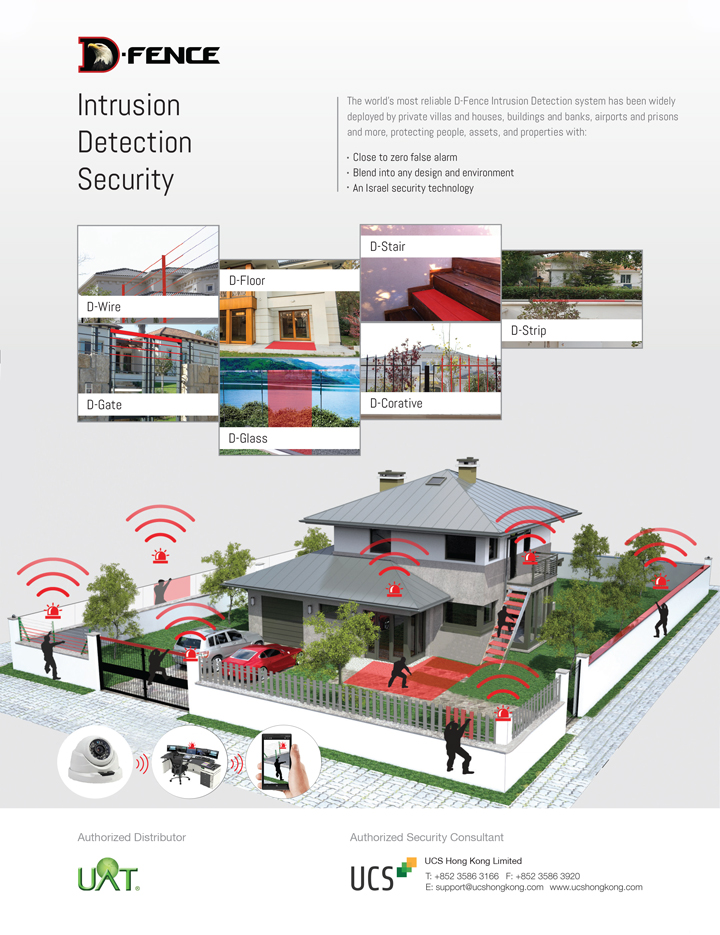 D-FENCE
Intrusion
Detection
Security
The world's most reliable D-Fence Intrusion Detection system has been widely
deployed by private villas and houses, buildings and banks, airports and prisons
and more, protecting people, assets, and properties with:
· Close to zero false alarm
· Blend into any design and environment
· An Israel security technology
D-Wire
D-Floor
D-Stair
D-Strip
D-Gate
D-Glass
D-Corative
Authorized Distributor
UAT®
Authorized Security Consultant
UCS
UCS Hong Kong Limited
T: +852 3586 3166 F: +852 3586 3920
E: support@ucshongkong.com www.ucshongkong.com